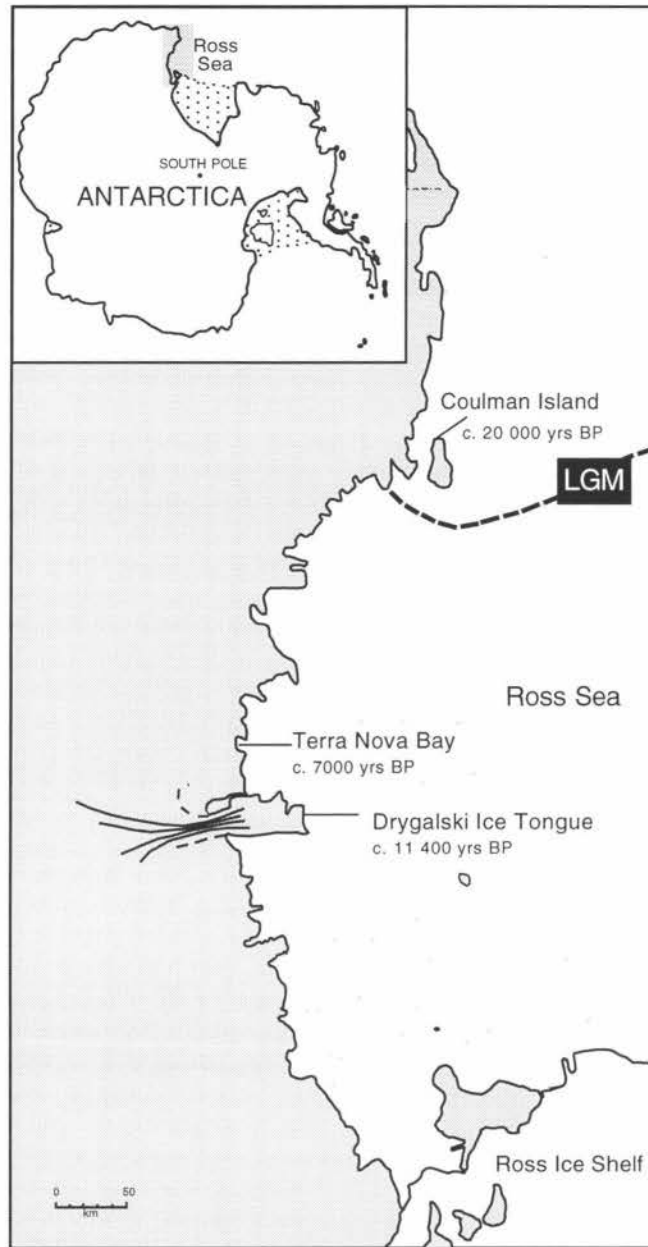 Ross
Sea
SOUTH POLE
ANTARCTICA
Coulman Island
c. 20 000 yrs BP
LGM
Ross Sea
Terra Nova Bay
c. 7000 yrs BP
Drygalski Ice Tongue
c. 11 400 yrs BP
Ross Ice Shelf
0 50
km